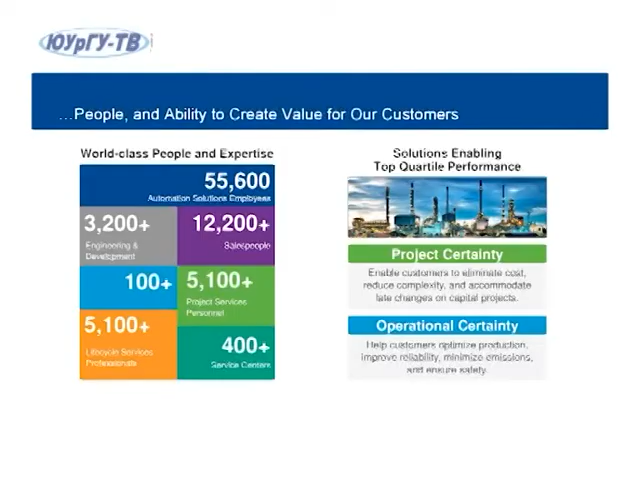 ЮУрГУ-ТВ
...People, and Ability to Create Value for Our Customers
World-class People and Expertise
55,600
Automation Solutions Employees
3,200+
Engineering &
Development
12,200+
Salespeople
100+
5,100+
Project Services
Personnel
5,100+
Lifecycle Services
Professionals
400+
Service Centers
Solutions Enabling
Top Quartile Performance
Project Certainty
Enable customers to eliminate cost,
reduce complexity, and accommodate
late changes on capital projects.
Operational Certainty
Help customers optimize production,
improve reliability, minimize emissions,
and ensure safety.